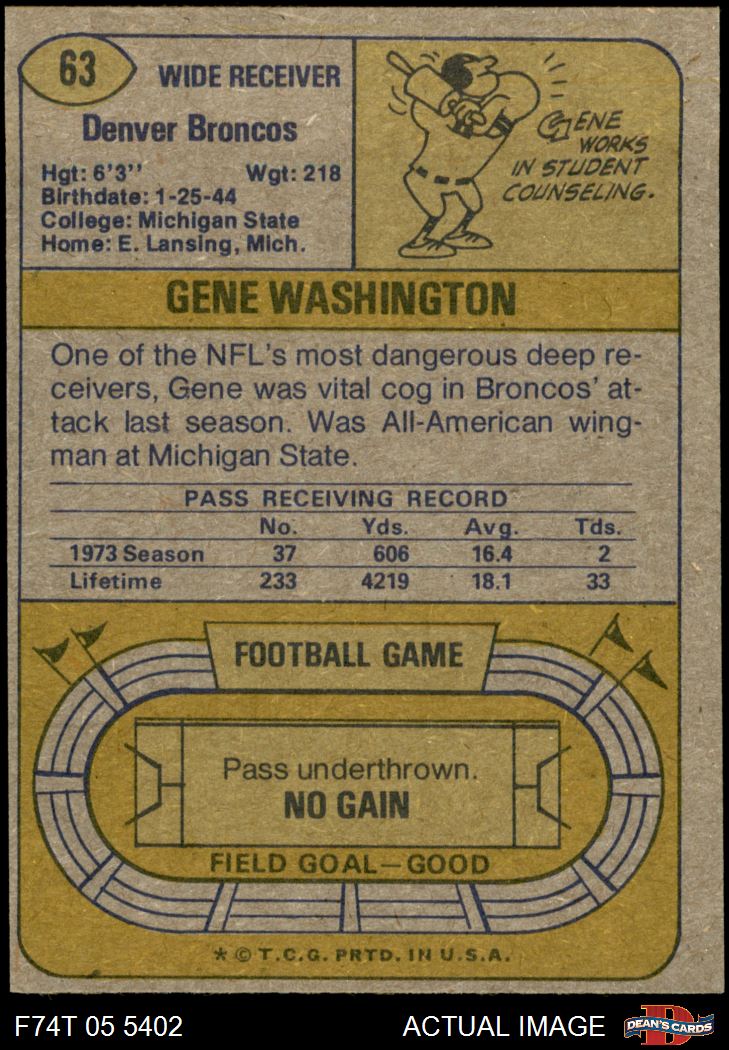 63
WIDE RECEIVER
Denver Broncos
Hgt: 6'3'' Wgt: 218
Birthdate: 1-25-44
College: Michigan State
Home: E. Lansing, Mich.
GENE
WORKS
IN STUDENT
COUNSELING.
GENE WASHINGTON
One of the NFL's most dangerous deep re-
ceivers, Gene was vital cog in Broncos' at-
tack last season. Was All-American wing-
man at Michigan State.
PASS RECEIVING RECORD
No. Yds. Avg. Tds.
1973 Season 37 606 16.4 2
Lifetime 233 4219 18.1 33
FOOTBALL GAME
Pass underthrown.
NO GAIN
FIELD GOAL—GOOD
* © T.C.G. PRTD. IN U.S.A.
F74T 05 5402 ACTUAL IMAGE
D
DEAN'S CARDS